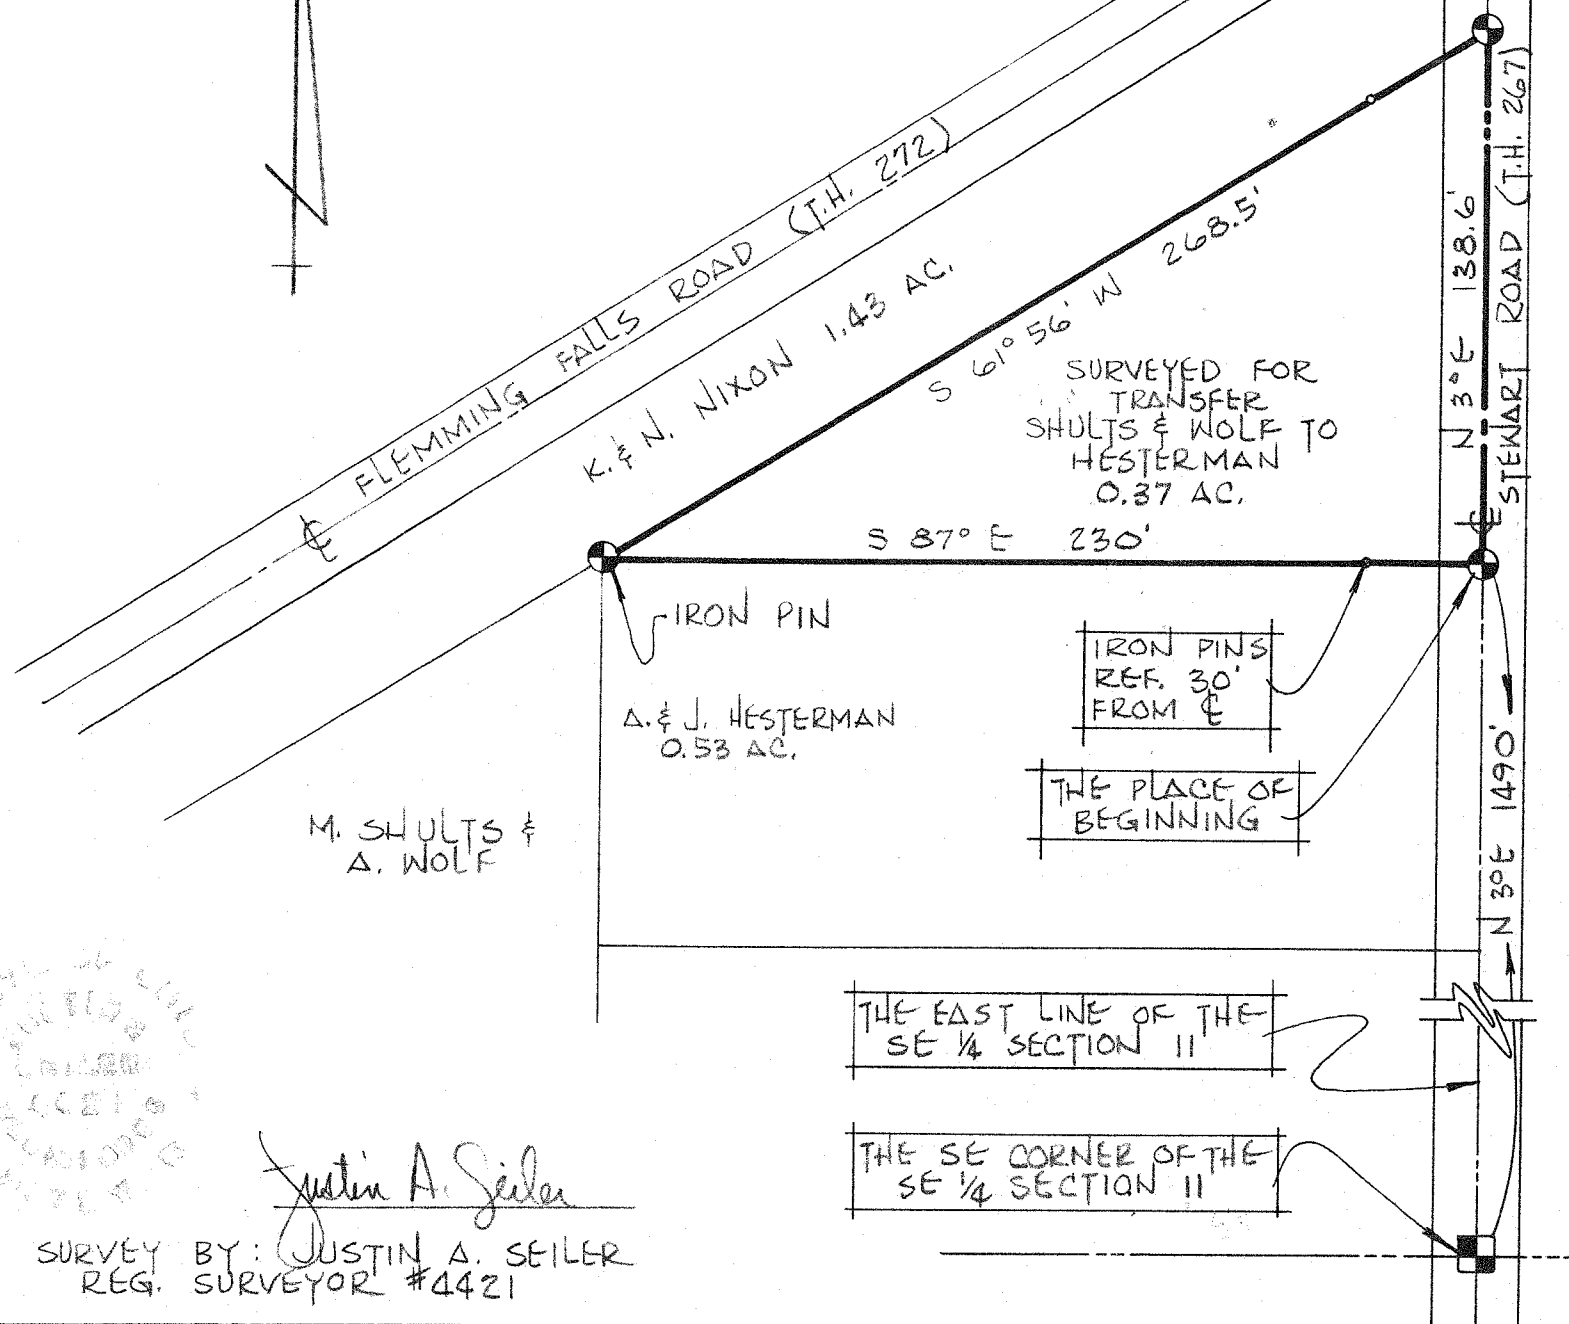 FLEMMING FALLS ROAD (T.H. 272)
℄
K. & N. NIXON 1.43 AC.
S 61° 56' W 268.5'
N 3° E 138.6'
STEWART ROAD (T.H. 267)
℄
SURVEYED FOR
TRANSFER
SHULTS & WOLF TO
HESTERMAN
0.37 AC.
S 87° E 230'
IRON PIN
IRON PINS
REF. 30'
FROM ℄
A. & J. HESTERMAN
0.53 AC.
THE PLACE OF
BEGINNING
N 3° E 1490'
M. SHULTS &
A. WOLF
THE EAST LINE OF THE
SE 1/4 SECTION 11
THE SE CORNER OF THE
SE 1/4 SECTION 11
Justin A. Seiler
SURVEY BY: JUSTIN A. SEILER
REG. SURVEYOR #4421